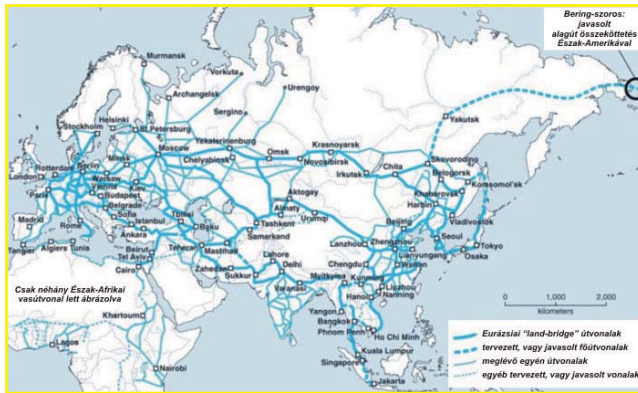 Bering-szoros:
javasolt
alagút összeköttetés
Észak-Amerikával
Murmansk
Vorkuta
Urengoy
Archangelsk
Sergino
Helsinki
Stockholm
St.Petersburg
Yakutsk
Yekaterinenburg
Krasnoyarsk
Moscow
Omsk
Skovorodino
Rotterdam
Berlin
Minsk
Chelyabinsk
Novosibirsk
Chita
Belogorsk
London
Warsaw
Irkutsk
Komsomol'sk
Paris
Vienna
Kiev
Khabarovsk
Budapest
Aktogay
Harbin
Belgrade
Tbilisi
Almaty
Vladivostok
Madrid
Sofia
Istanbul
Baku
Urumqi
Beijing
Rome
Ankara
Tashkent
Seoul
Tangier
Algiers
Tunis
Beirut
Teheran
Mashhad
Samarkand
Lanzhou
Zhengzhou
Tokyo
Tel Aviv
Lianyungang
Osaka
Cairo
Lahore
Chengdu
Wuhan
Zahedan
Delhi
Csak néhány Észak-Afrikai
vasútvonal lett ábrázolva
Sukkur
Myitkyina
Kunming
Liuzhou
Varanasi
Nanning
Hanoi
Khartoum
Yangon
Bangkok
0 1,000 2,000
kilometers
Phnom Penh
Ho Chi Minh
Lagos
Kuala Lumpur
Nairobi
Singapore
Jakarta
Eurázsiai "land-bridge" útvonalak
tervezett, vagy javasolt főútvonalak
meglévő egyén útvonalak
egyéb tervezett, vagy javasolt vonalak